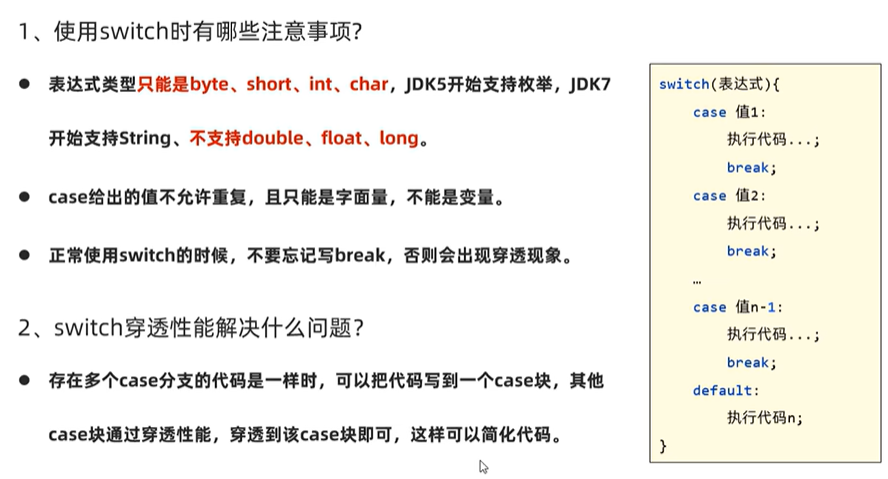 1、使用switch时有哪些注意事项?
● 表达式类型只能是byte、short、int、char，JDK5开始支持枚举，JDK7
开始支持String、不支持double、float、long。
● case给出的值不允许重复，且只能是字面量，不能是变量。
● 正常使用switch的时候，不要忘记写break，否则会出现穿透现象。
2、switch穿透性能解决什么问题?
● 存在多个case分支的代码是一样时，可以把代码写到一个case块，其他
case块通过穿透性能，穿透到该case块即可，这样可以简化代码。
switch(表达式){
case 值1:
执行代码...;
break;
case 值2:
执行代码...;
break;
…
case 值n-1:
执行代码...;
break;
default:
执行代码n;
}